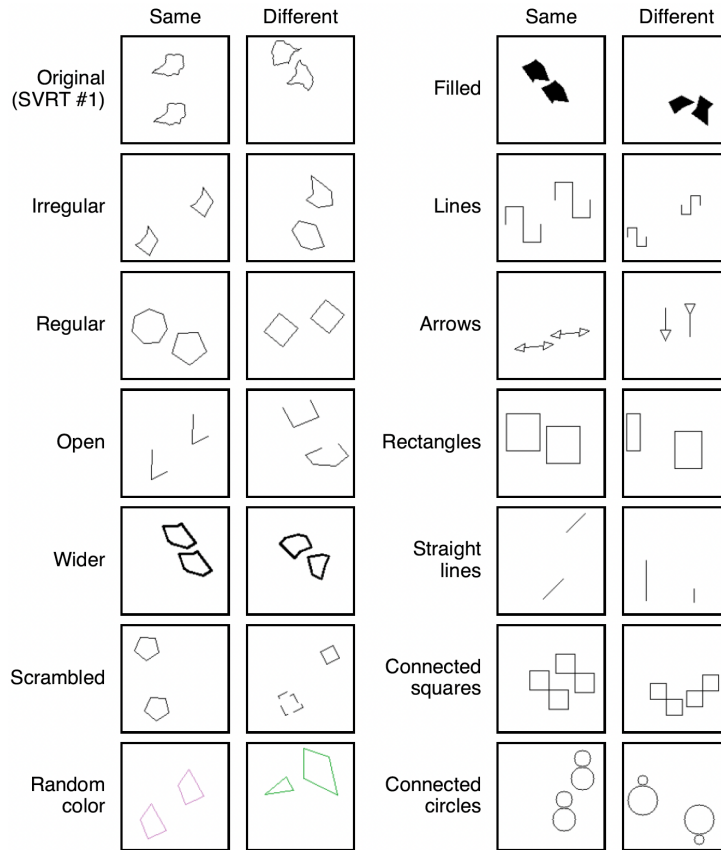 Same Different Same Different
Original
(SVRT #1)
Filled
Irregular
Lines
Regular
Arrows
Open
Rectangles
Wider
Straight
lines
Scrambled
Connected
squares
Random
color
Connected
circles